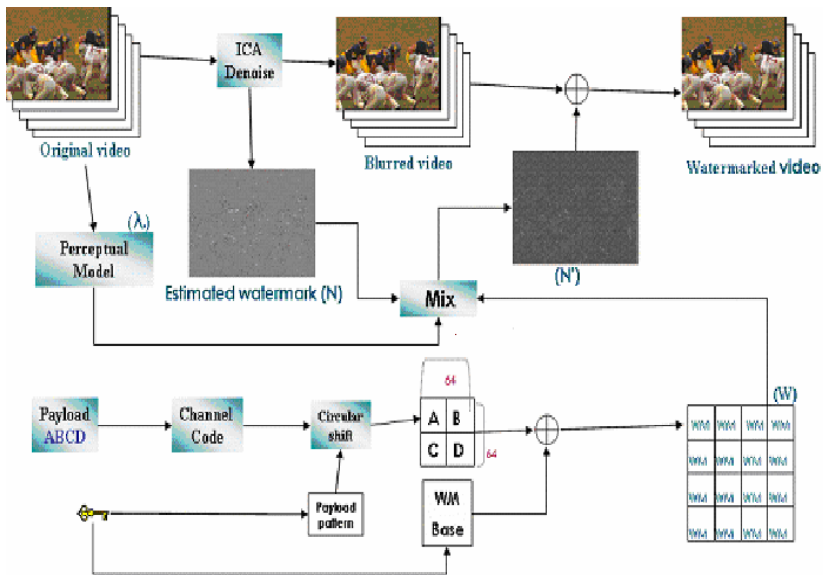 ICA
Denoise
Original video
Blurred video
Watermarked video
(λ)
Perceptual
Model
Estimated watermark (N)
(N')
Mix
Payload
ABCD
Channel
Code
Circular
shift
64
A B
C D
64
(W)
WM WM WM WM
WM WM WM WM
WM WM WM WM
WM WM WM WM
Payload
pattern
WM
Base